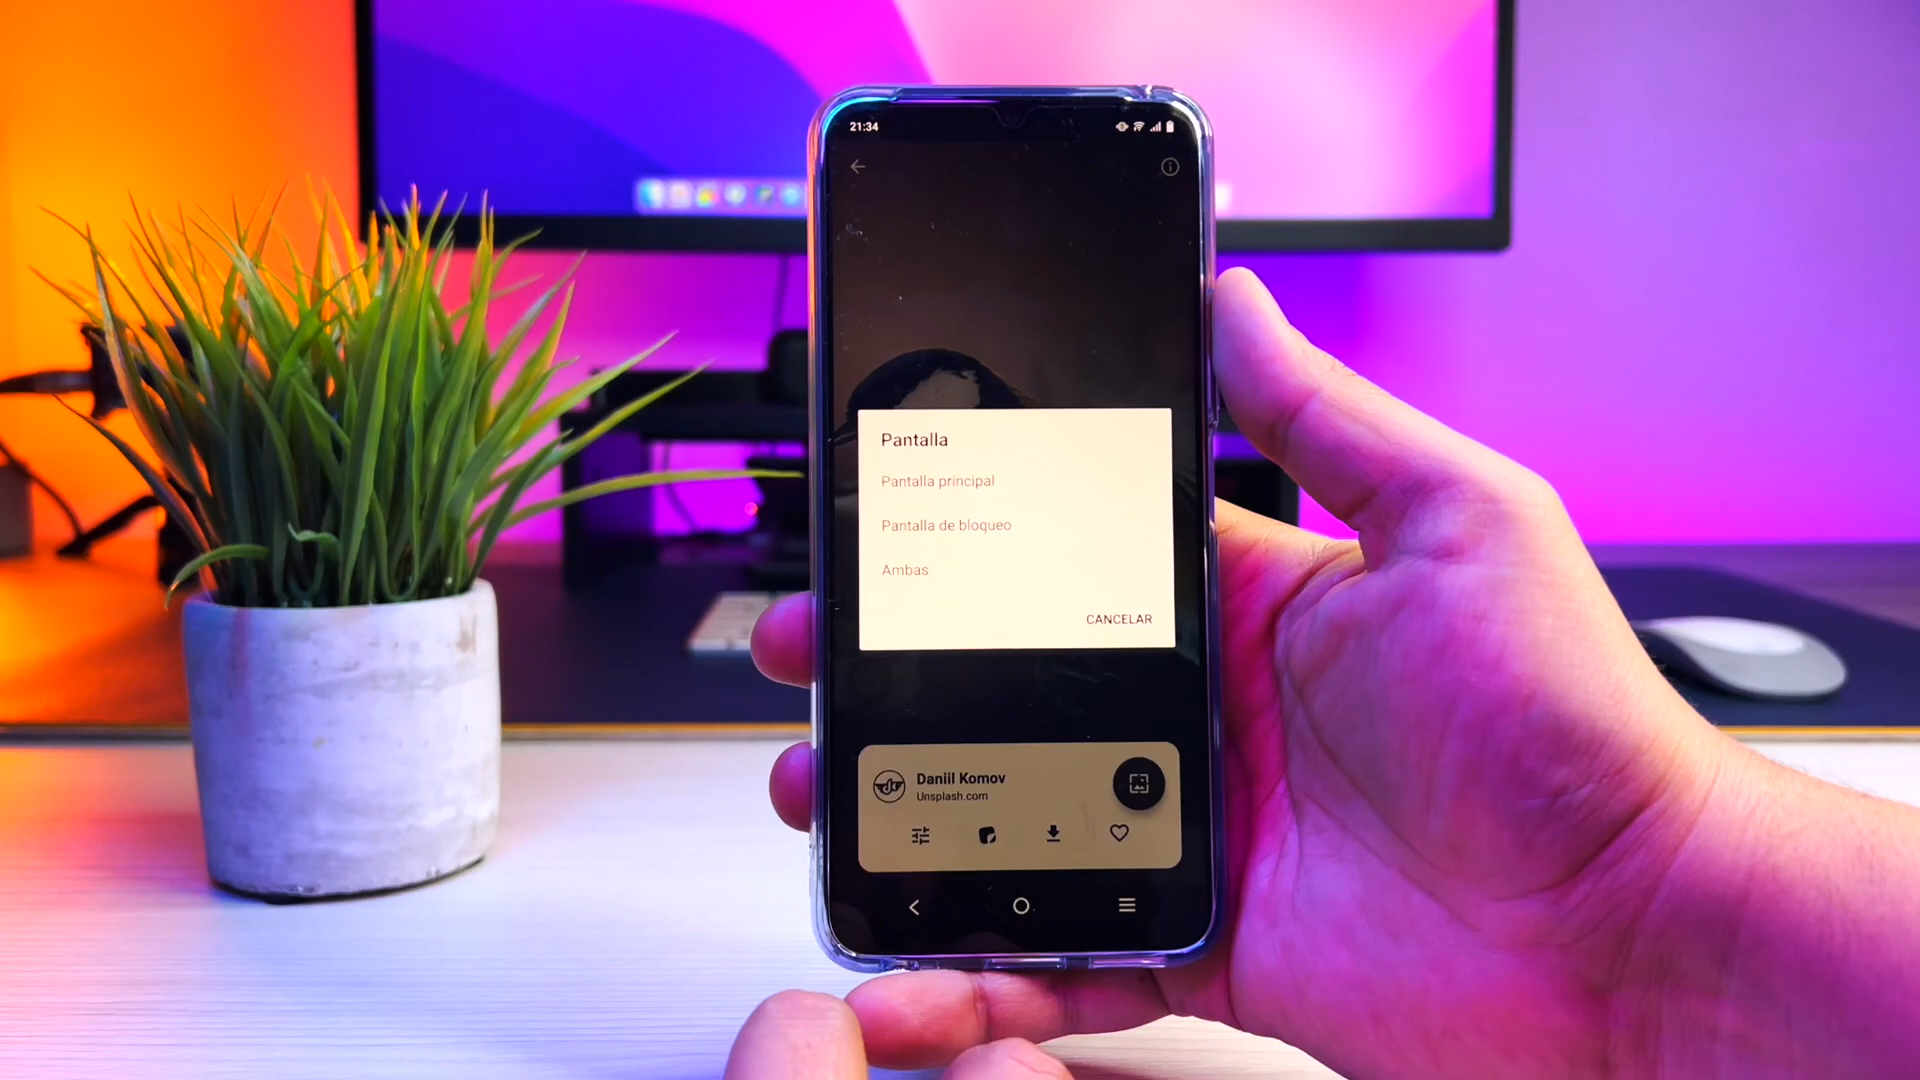 21:34
Pantalla
Pantalla principal
Pantalla de bloqueo
Ambas
CANCELAR
Daniil Komov
Unsplash.com